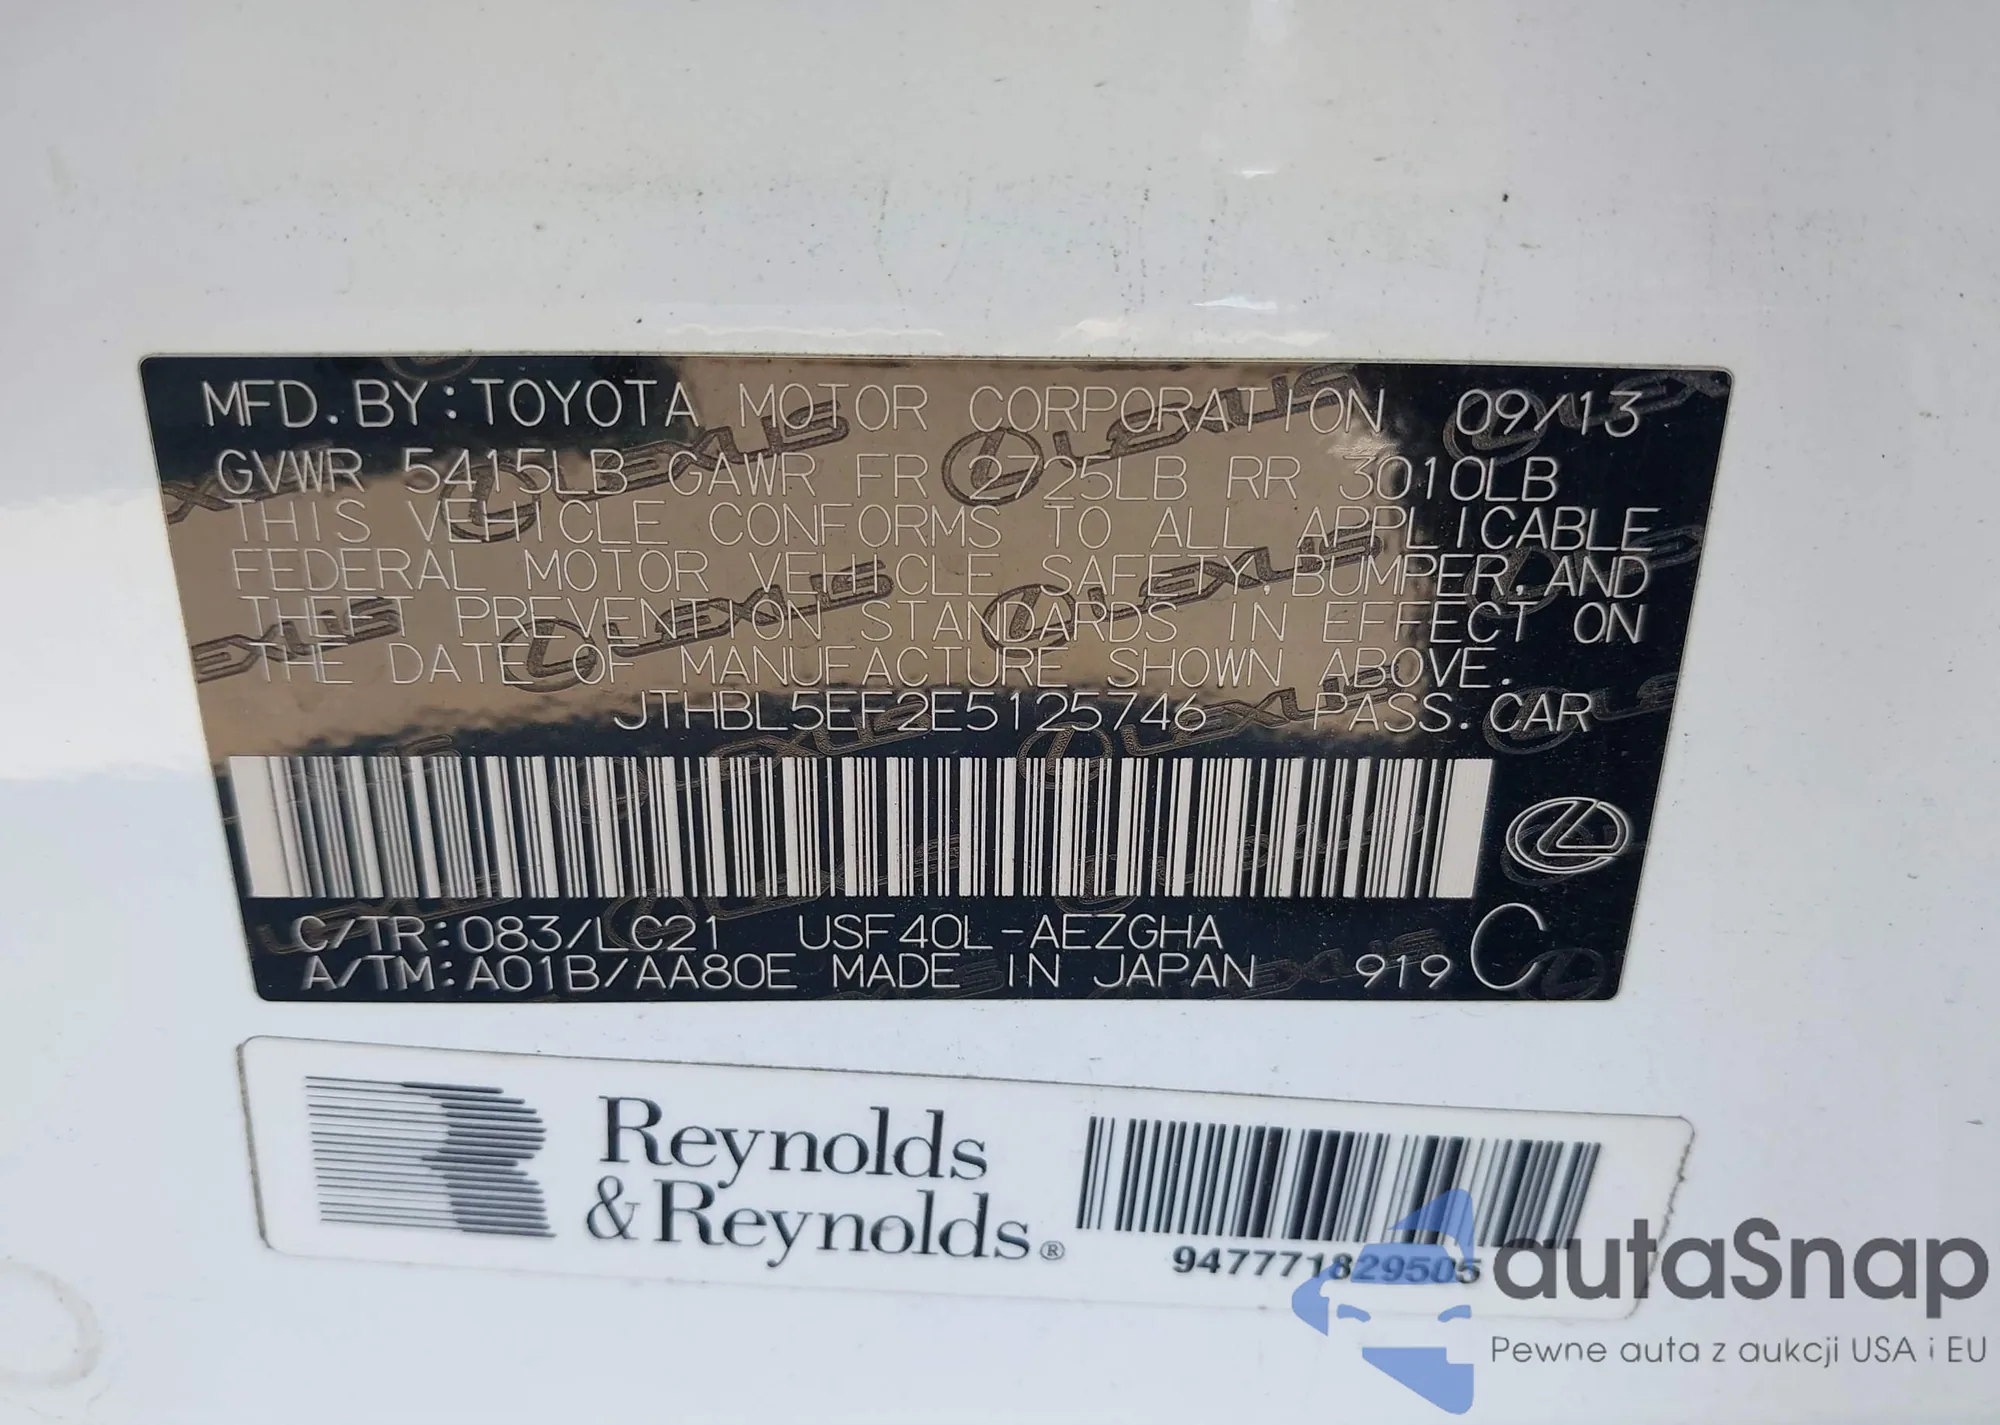 MFD. BY: TOYOTA MOTOR CORPORATION 09/13
GVWR 5415LB GAWR FR 2725LB RR 3010LB
THIS VEHICLE CONFORMS TO ALL APPLICABLE
FEDERAL MOTOR VEHICLE SAFETY, BUMPER, AND
THEFT PREVENTION STANDARDS IN EFFECT ON
THE DATE OF MANUFACTURE SHOWN ABOVE.
JTHBL5EF2E5125746 PASS. CAR
C/TR: 083/LC21 USF40L-AEZGHA
A/TM: A01B/AA80E MADE IN JAPAN 919 C
LEXUS
Reynolds
& Reynolds®
947771829505
autaSnap
Pewne auta z aukcji USA i EU